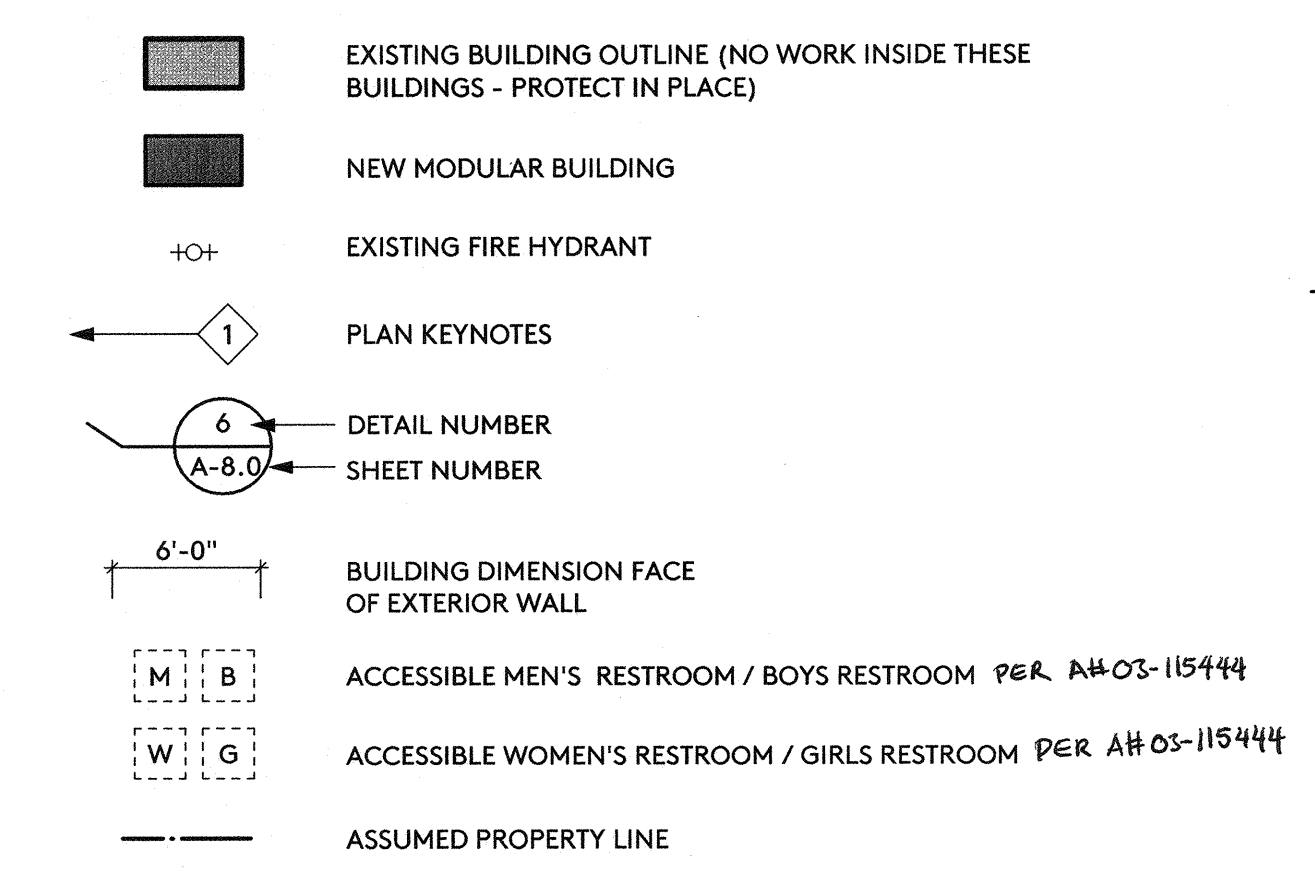 EXISTING BUILDING OUTLINE (NO WORK INSIDE THESE
BUILDINGS - PROTECT IN PLACE)
NEW MODULAR BUILDING
EXISTING FIRE HYDRANT
1 PLAN KEYNOTES
6 DETAIL NUMBER
A-8.0 SHEET NUMBER
6'-0"
BUILDING DIMENSION FACE
OF EXTERIOR WALL
M B ACCESSIBLE MEN'S RESTROOM / BOYS RESTROOM PER A#03-115444
W G ACCESSIBLE WOMEN'S RESTROOM / GIRLS RESTROOM PER A#03-115444
ASSUMED PROPERTY LINE